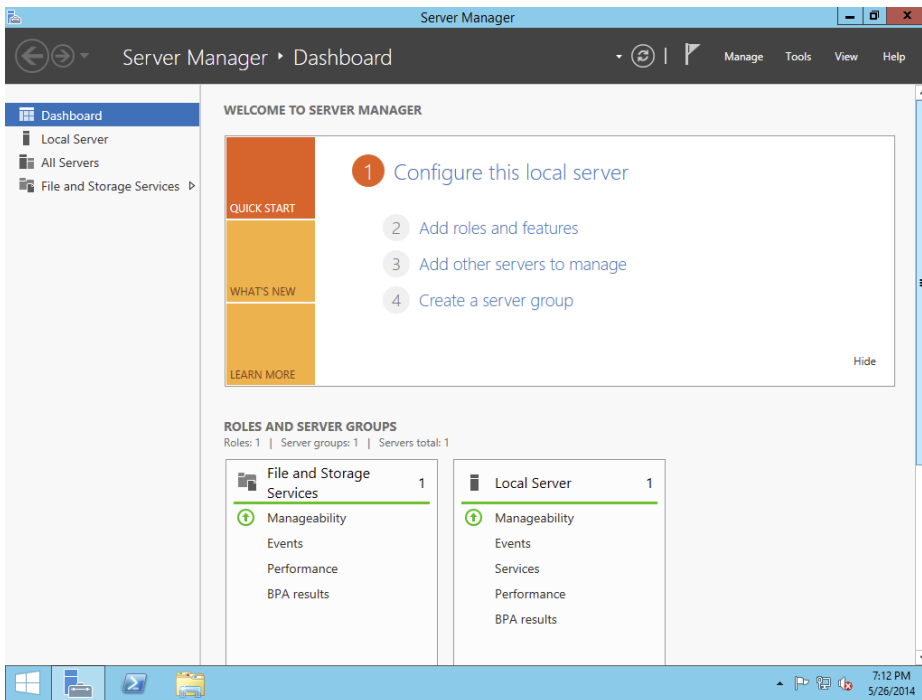 Server Manager
Server Manager ‣ Dashboard
Manage Tools View Help
Dashboard
Local Server
All Servers
File and Storage Services
WELCOME TO SERVER MANAGER
QUICK START
WHAT'S NEW
LEARN MORE
1 Configure this local server
2 Add roles and features
3 Add other servers to manage
4 Create a server group
Hide
ROLES AND SERVER GROUPS
Roles: 1 | Server groups: 1 | Servers total: 1
File and Storage
Services 1
Manageability
Events
Performance
BPA results
Local Server 1
Manageability
Events
Services
Performance
BPA results
7:12 PM
5/26/2014